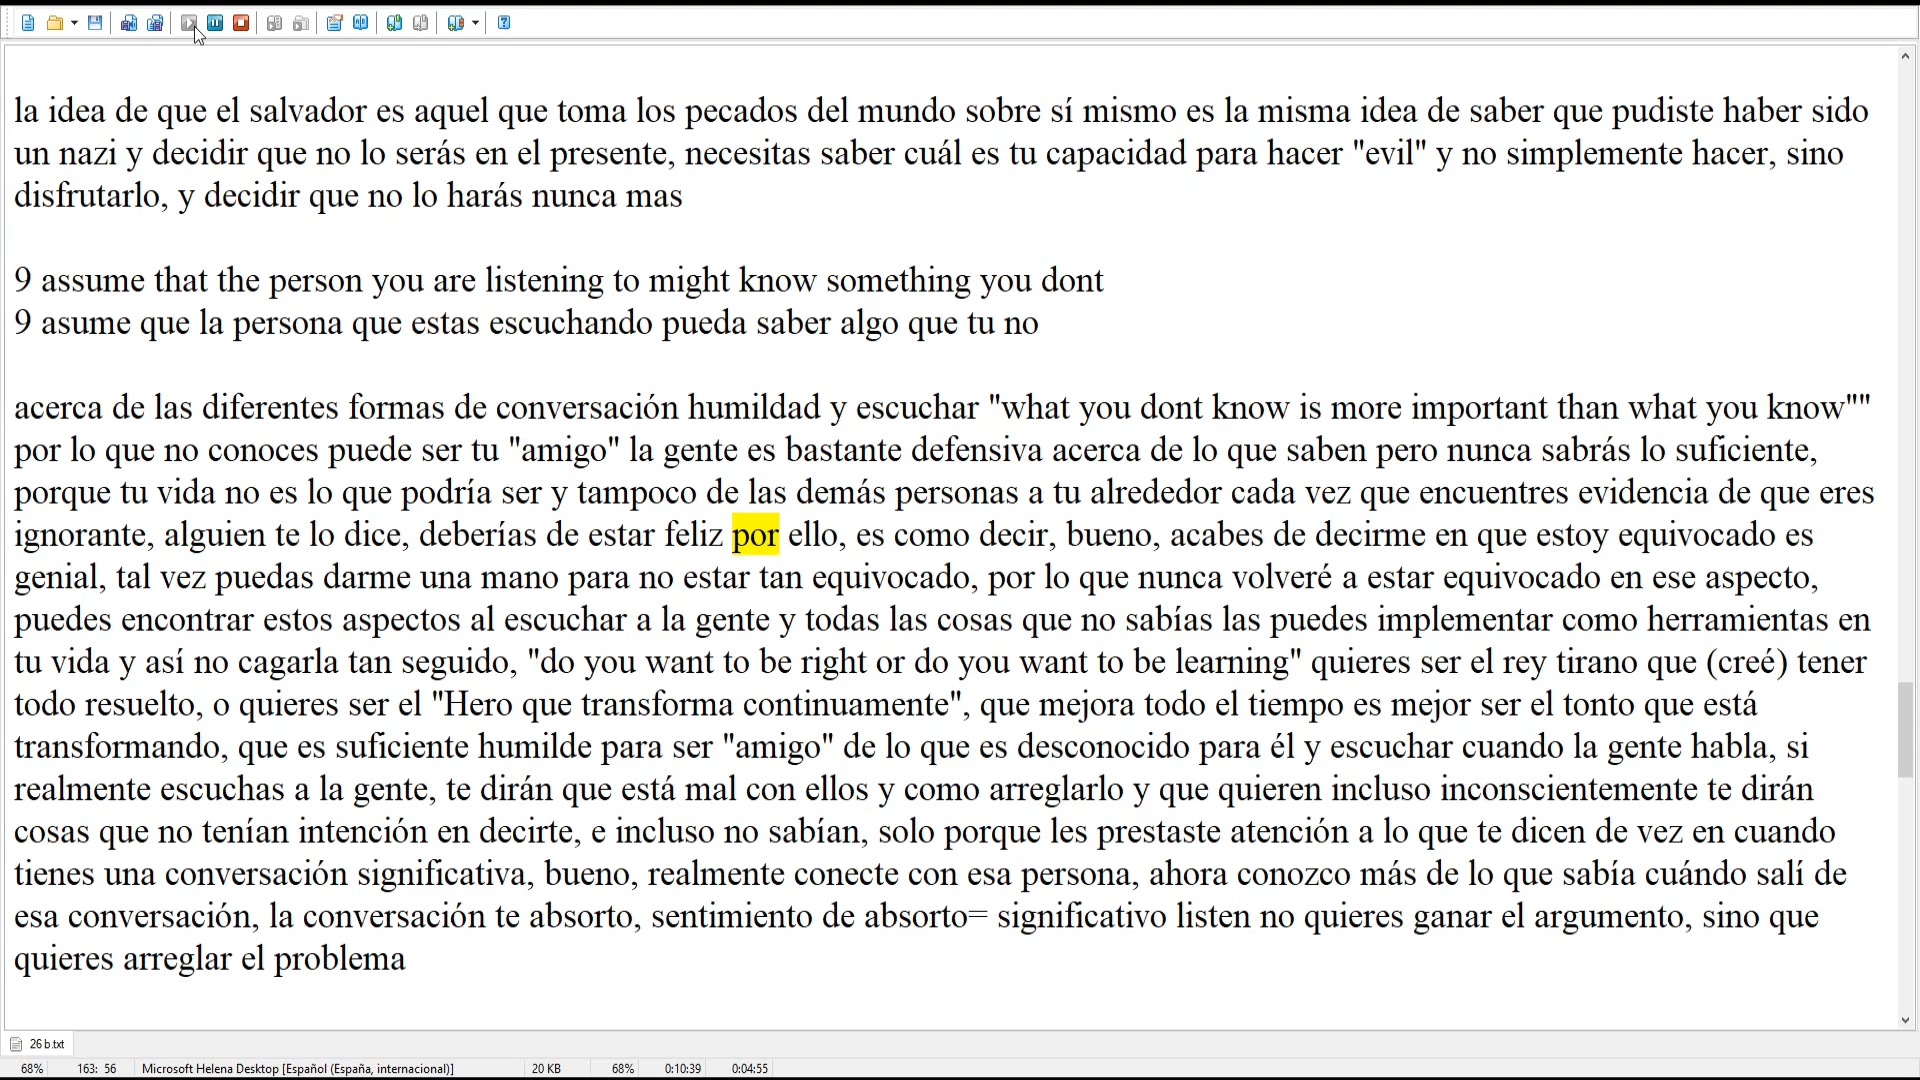 la idea de que el salvador es aquel que toma los pecados del mundo sobre sí mismo es la misma idea de saber que pudiste haber sido
un nazi y decidir que no lo serás en el presente, necesitas saber cuál es tu capacidad para hacer "evil" y no simplemente hacer, sino
disfrutarlo, y decidir que no lo harás nunca mas
9 assume that the person you are listening to might know something you dont
9 asume que la persona que estas escuchando pueda saber algo que tu no
acerca de las diferentes formas de conversación humildad y escuchar "what you dont know is more important than what you know""
por lo que no conoces puede ser tu "amigo" la gente es bastante defensiva acerca de lo que saben pero nunca sabrás lo suficiente,
porque tu vida no es lo que podría ser y tampoco de las demás personas a tu alrededor cada vez que encuentres evidencia de que eres
ignorante, alguien te lo dice, deberías de estar feliz por ello, es como decir, bueno, acabes de decirme en que estoy equivocado es
genial, tal vez puedas darme una mano para no estar tan equivocado, por lo que nunca volveré a estar equivocado en ese aspecto,
puedes encontrar estos aspectos al escuchar a la gente y todas las cosas que no sabías las puedes implementar como herramientas en
tu vida y así no cagarla tan seguido, "do you want to be right or do you want to be learning" quieres ser el rey tirano que (creé) tener
todo resuelto, o quieres ser el "Hero que transforma continuamente", que mejora todo el tiempo es mejor ser el tonto que está
transformando, que es suficiente humilde para ser "amigo" de lo que es desconocido para él y escuchar cuando la gente habla, si
realmente escuchas a la gente, te dirán que está mal con ellos y como arreglarlo y que quieren incluso inconscientemente te dirán
cosas que no tenían intención en decirte, e incluso no sabían, solo porque les prestaste atención a lo que te dicen de vez en cuando
tienes una conversación significativa, bueno, realmente conecte con esa persona, ahora conozco más de lo que sabía cuándo salí de
esa conversación, la conversación te absorto, sentimiento de absorto= significativo listen no quieres ganar el argumento, sino que
quieres arreglar el problema
26 b.txt
68% 163: 56 Microsoft Helena Desktop [Español (España, internacional)] 20 KB 68% 0:10:39 0:04:55